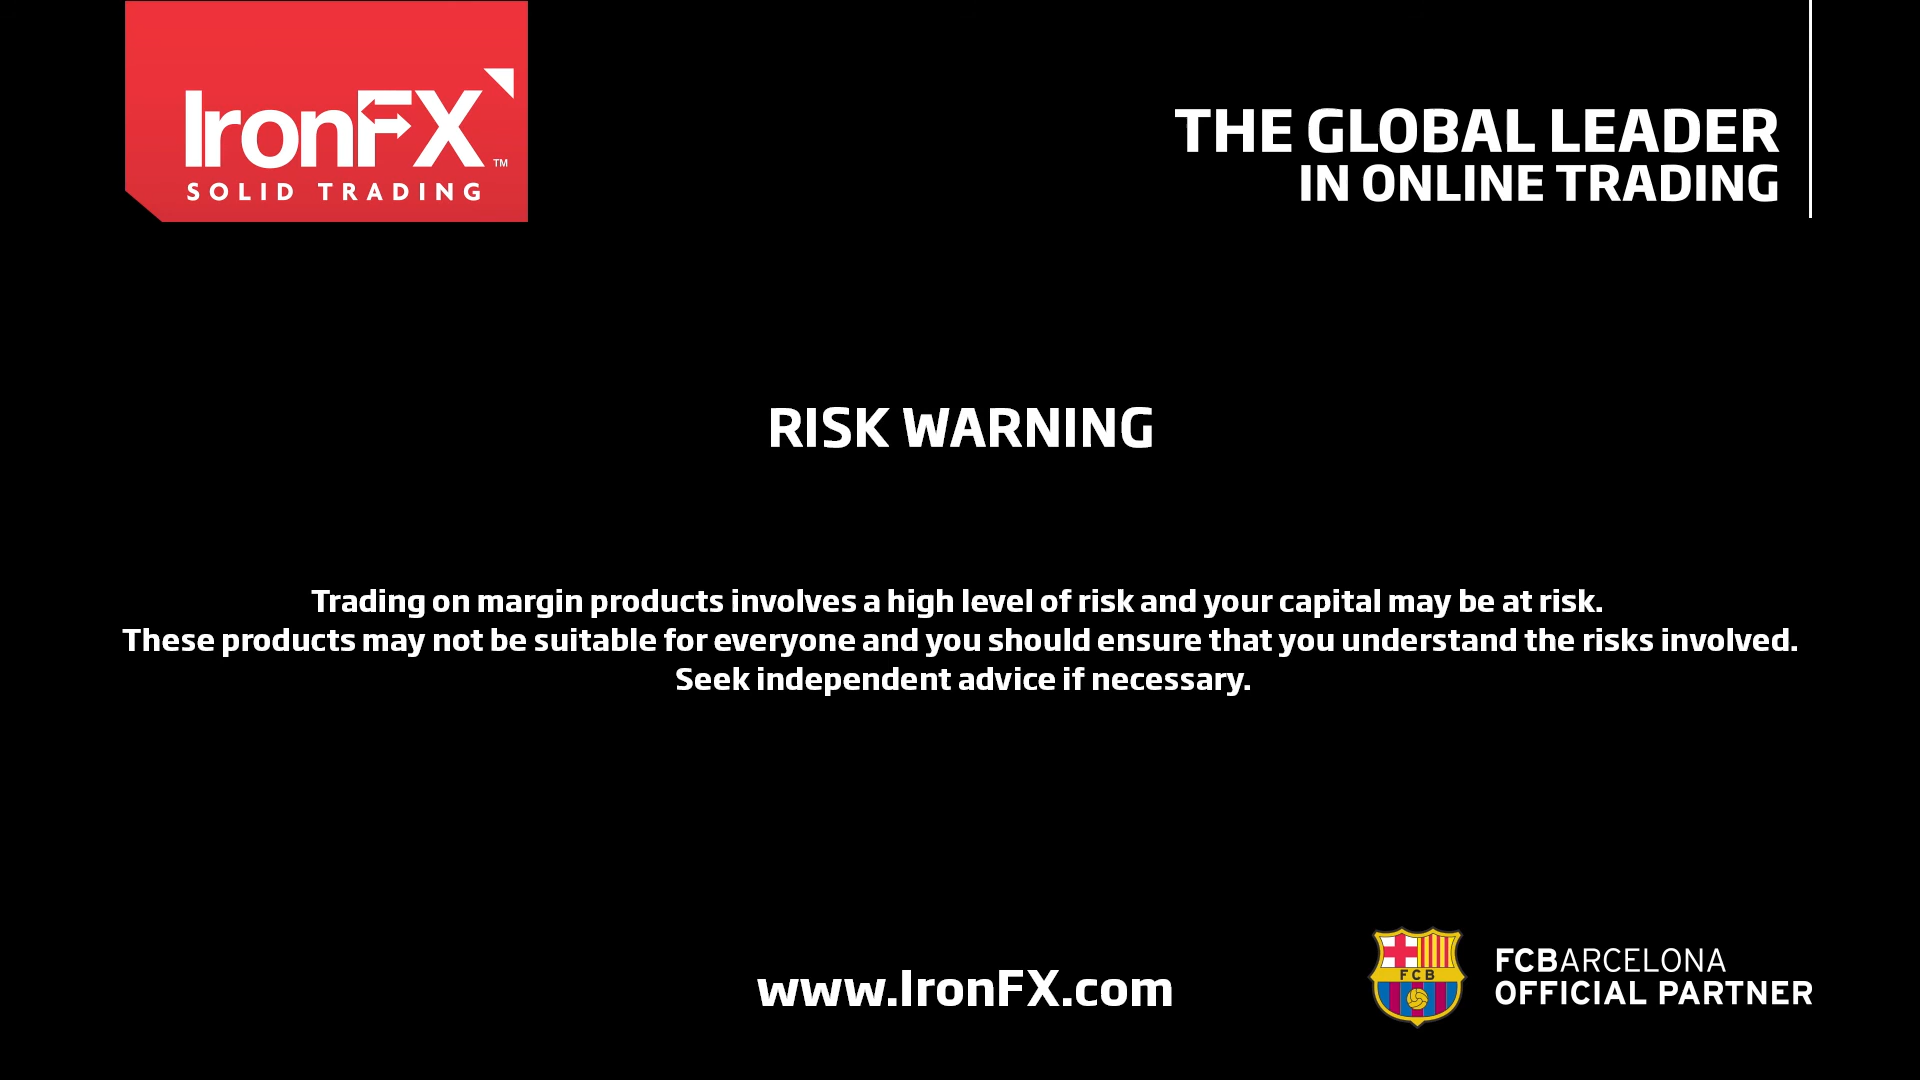 IronFX™
SOLID TRADING
THE GLOBAL LEADER
IN ONLINE TRADING
RISK WARNING
Trading on margin products involves a high level of risk and your capital may be at risk.
These products may not be suitable for everyone and you should ensure that you understand the risks involved.
Seek independent advice if necessary.
www.IronFX.com
FCB
FCBARCELONA
OFFICIAL PARTNER